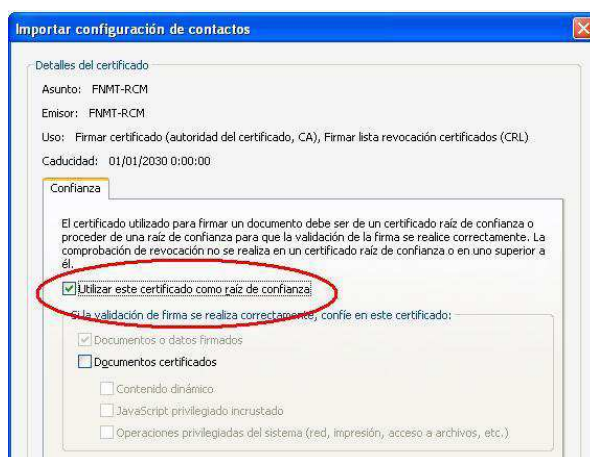 Importar configuración de contactos
Detalles del certificado
Asunto: FNMT-RCM
Emisor: FNMT-RCM
Uso: Firmar certificado (autoridad del certificado, CA), Firmar lista revocación certificados (CRL)
Caducidad: 01/01/2030 0:00:00
Confianza
El certificado utilizado para firmar un documento debe ser de un certificado raíz de confianza o
proceder de una raíz de confianza para que la validación de la firma se realice correctamente. La
comprobación de revocación no se realiza en un certificado raíz de confianza o en uno superior a
él.
Utilizar este certificado como raíz de confianza
Si la validación de firma se realiza correctamente, confíe en este certificado:
Documentos o datos firmados
Documentos certificados
Contenido dinámico
JavaScript privilegiado incrustado
Operaciones privilegiadas del sistema (red, impresión, acceso a archivos, etc.)